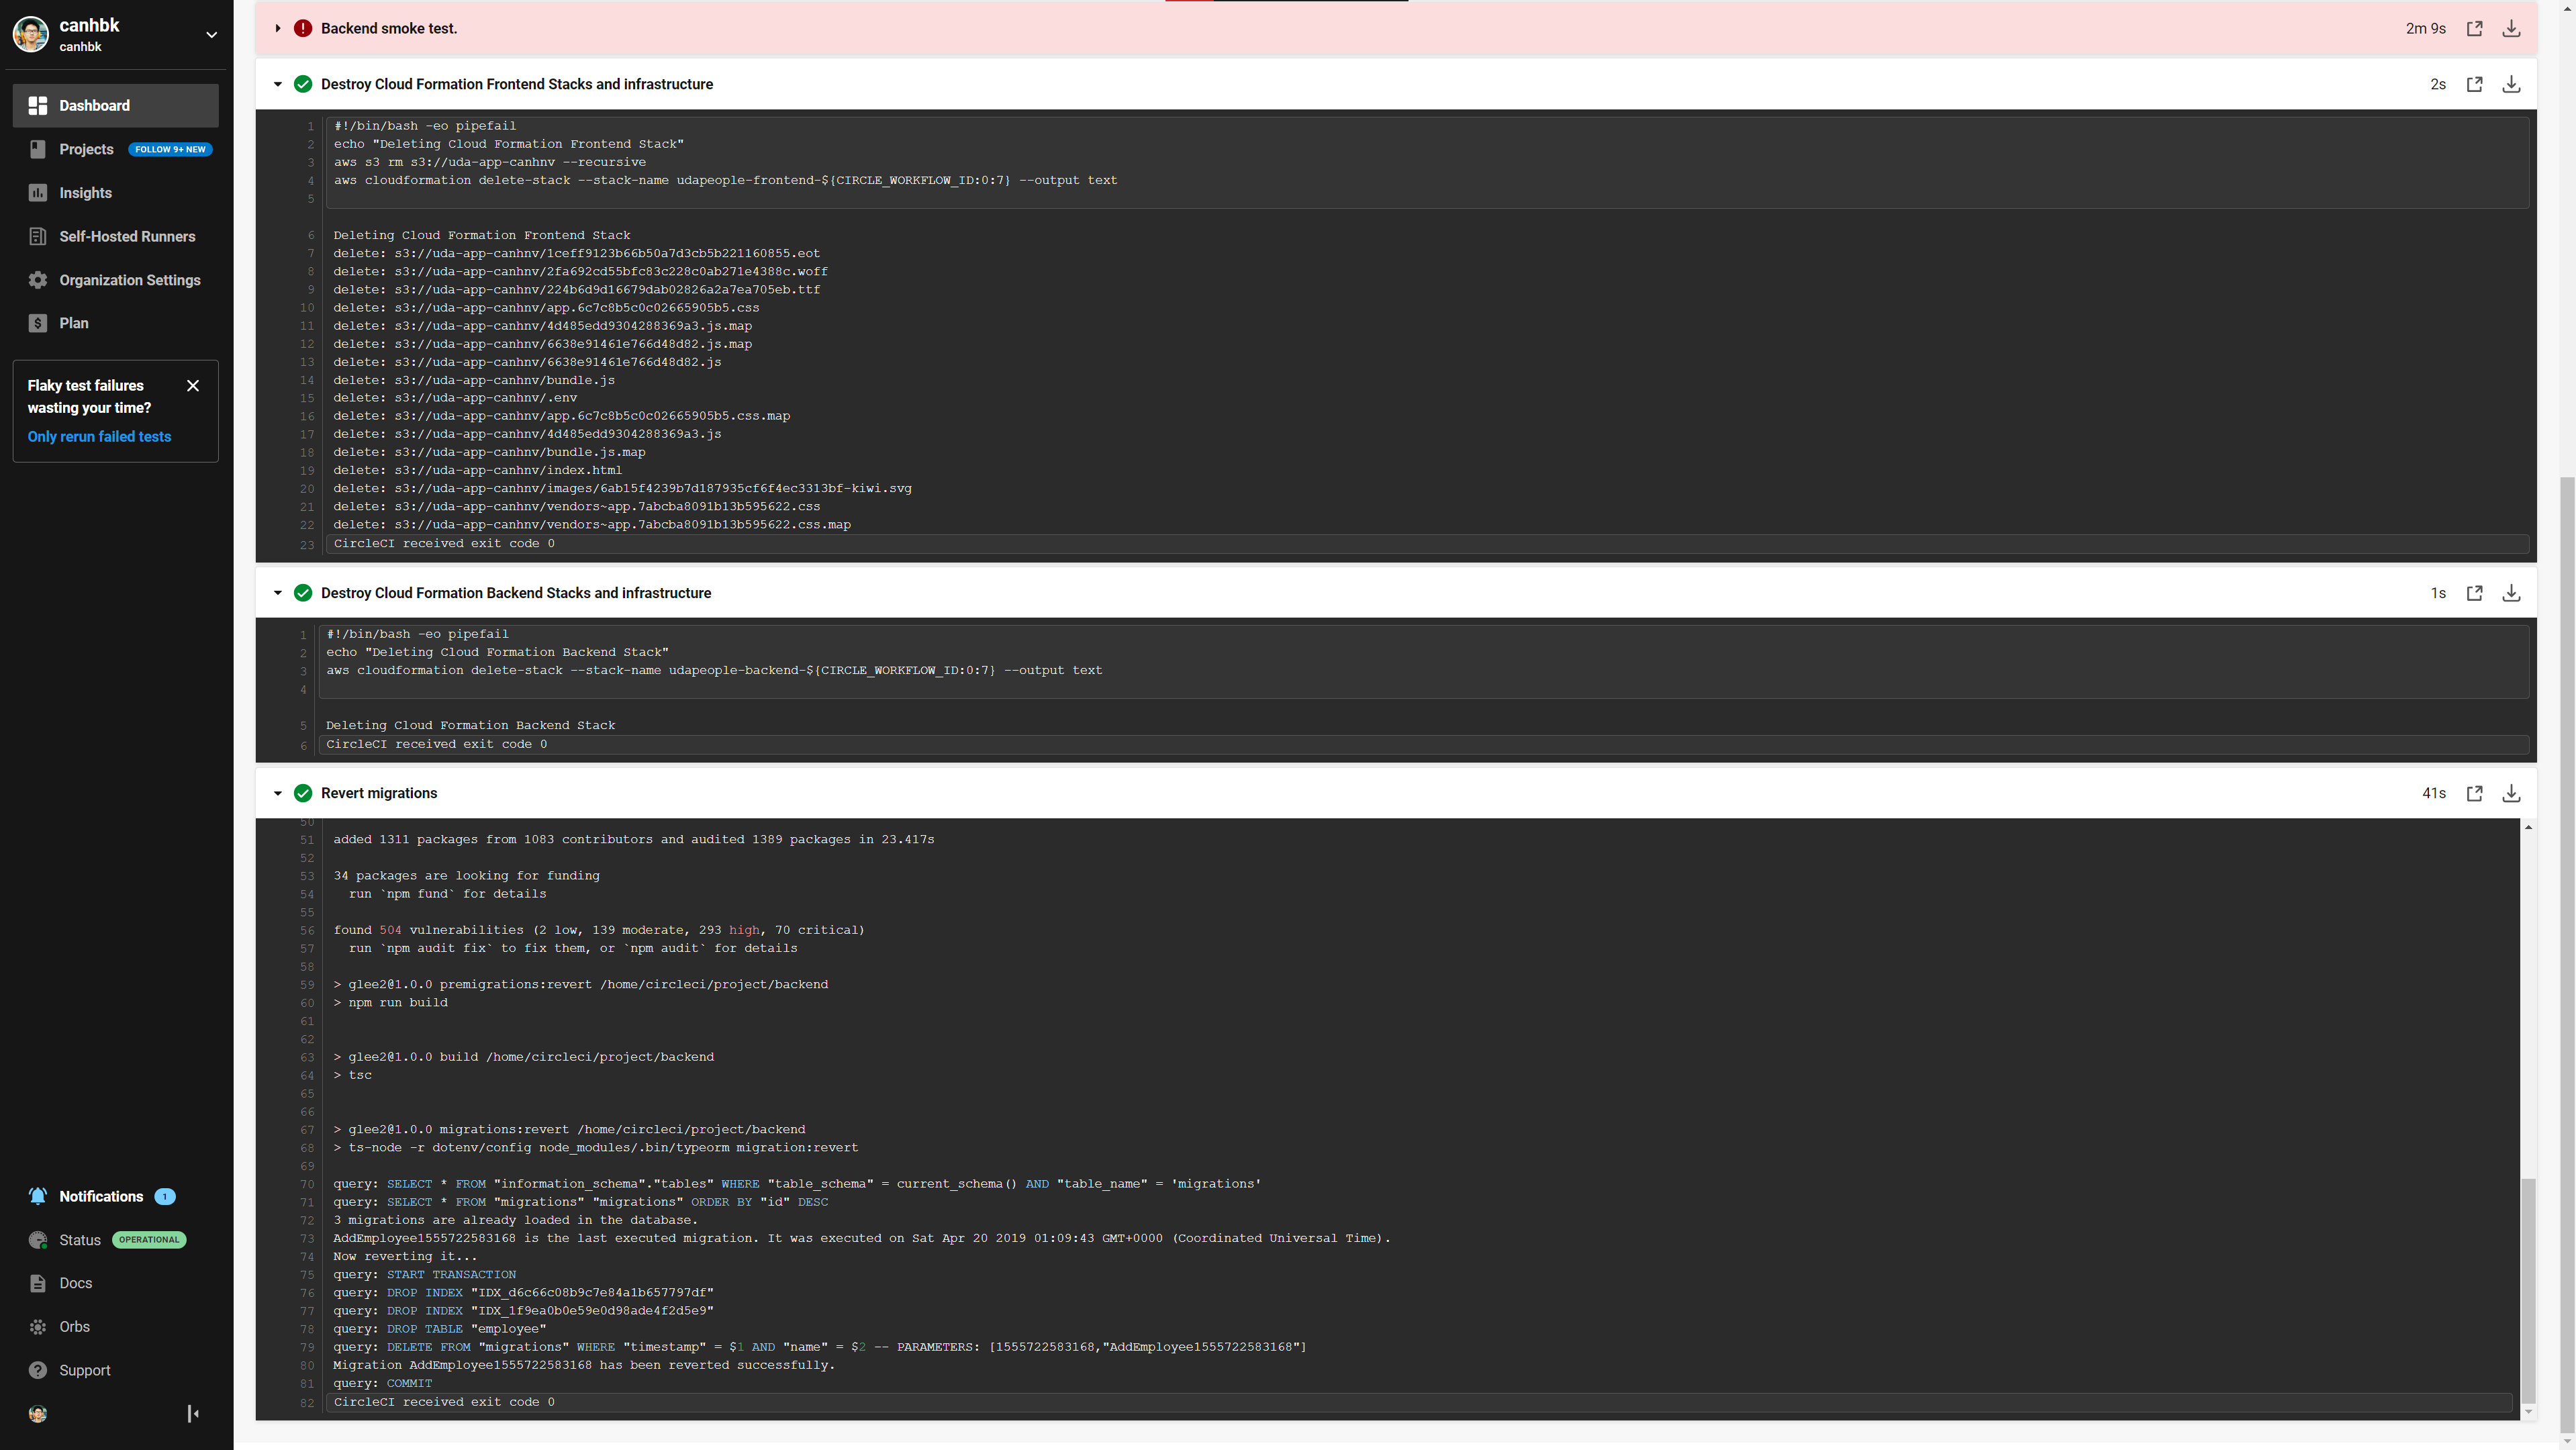 canhbk
canhbk
Dashboard
Projects FOLLOW 9+ NEW
Insights
Self-Hosted Runners
Organization Settings
Plan
Flaky test failures
wasting your time?
Only rerun failed tests
Notifications 1
Status OPERATIONAL
Docs
Orbs
Support
Backend smoke test. 2m 9s
Destroy Cloud Formation Frontend Stacks and infrastructure 2s
1 #!/bin/bash -eo pipefail
2 echo "Deleting Cloud Formation Frontend Stack"
3 aws s3 rm s3://uda-app-canhnv --recursive
4 aws cloudformation delete-stack --stack-name udapeople-frontend-${CIRCLE_WORKFLOW_ID:0:7} --output text
5
6 Deleting Cloud Formation Frontend Stack
7 delete: s3://uda-app-canhnv/1ceff9123b66b50a7d3cb5b221160855.eot
8 delete: s3://uda-app-canhnv/2fa692cd55bfc83c228c0ab271e4388c.woff
9 delete: s3://uda-app-canhnv/224b6d9d16679dab02826a2a7ea705eb.ttf
10 delete: s3://uda-app-canhnv/app.6c7c8b5c0c02665905b5.css
11 delete: s3://uda-app-canhnv/4d485edd9304288369a3.js.map
12 delete: s3://uda-app-canhnv/6638e91461e766d48d82.js.map
13 delete: s3://uda-app-canhnv/6638e91461e766d48d82.js
14 delete: s3://uda-app-canhnv/bundle.js
15 delete: s3://uda-app-canhnv/.env
16 delete: s3://uda-app-canhnv/app.6c7c8b5c0c02665905b5.css.map
17 delete: s3://uda-app-canhnv/4d485edd9304288369a3.js
18 delete: s3://uda-app-canhnv/bundle.js.map
19 delete: s3://uda-app-canhnv/index.html
20 delete: s3://uda-app-canhnv/images/6ab15f4239b7d187935cf6f4ec3313bf-kiwi.svg
21 delete: s3://uda-app-canhnv/vendors~app.7abcba8091b13b595622.css
22 delete: s3://uda-app-canhnv/vendors~app.7abcba8091b13b595622.css.map
23 CircleCI received exit code 0
Destroy Cloud Formation Backend Stacks and infrastructure 1s
1 #!/bin/bash -eo pipefail
2 echo "Deleting Cloud Formation Backend Stack"
3 aws cloudformation delete-stack --stack-name udapeople-backend-${CIRCLE_WORKFLOW_ID:0:7} --output text
4
5 Deleting Cloud Formation Backend Stack
6 CircleCI received exit code 0
Revert migrations 41s
50
51 added 1311 packages from 1083 contributors and audited 1389 packages in 23.417s
52
53 34 packages are looking for funding
54 run `npm fund` for details
55
56 found 504 vulnerabilities (2 low, 139 moderate, 293 high, 70 critical)
57 run `npm audit fix` to fix them, or `npm audit` for details
58
59 > glee2@1.0.0 premigrations:revert /home/circleci/project/backend
60 > npm run build
61
62
63 > glee2@1.0.0 build /home/circleci/project/backend
64 > tsc
65
66
67 > glee2@1.0.0 migrations:revert /home/circleci/project/backend
68 > ts-node -r dotenv/config node_modules/.bin/typeorm migration:revert
69
70 query: SELECT * FROM "information_schema"."tables" WHERE "table_schema" = current_schema() AND "table_name" = 'migrations'
71 query: SELECT * FROM "migrations" "migrations" ORDER BY "id" DESC
72 3 migrations are already loaded in the database.
73 AddEmployee1555722583168 is the last executed migration. It was executed on Sat Apr 20 2019 01:09:43 GMT+0000 (Coordinated Universal Time).
74 Now reverting it...
75 query: START TRANSACTION
76 query: DROP INDEX "IDX_d6c66c08b9c7e84a1b657797df"
77 query: DROP INDEX "IDX_1f9ea0b0e59e0d98ade4f2d5e9"
78 query: DROP TABLE "employee"
79 query: DELETE FROM "migrations" WHERE "timestamp" = $1 AND "name" = $2 -- PARAMETERS: [1555722583168,"AddEmployee1555722583168"]
80 Migration AddEmployee1555722583168 has been reverted successfully.
81 query: COMMIT
82 CircleCI received exit code 0